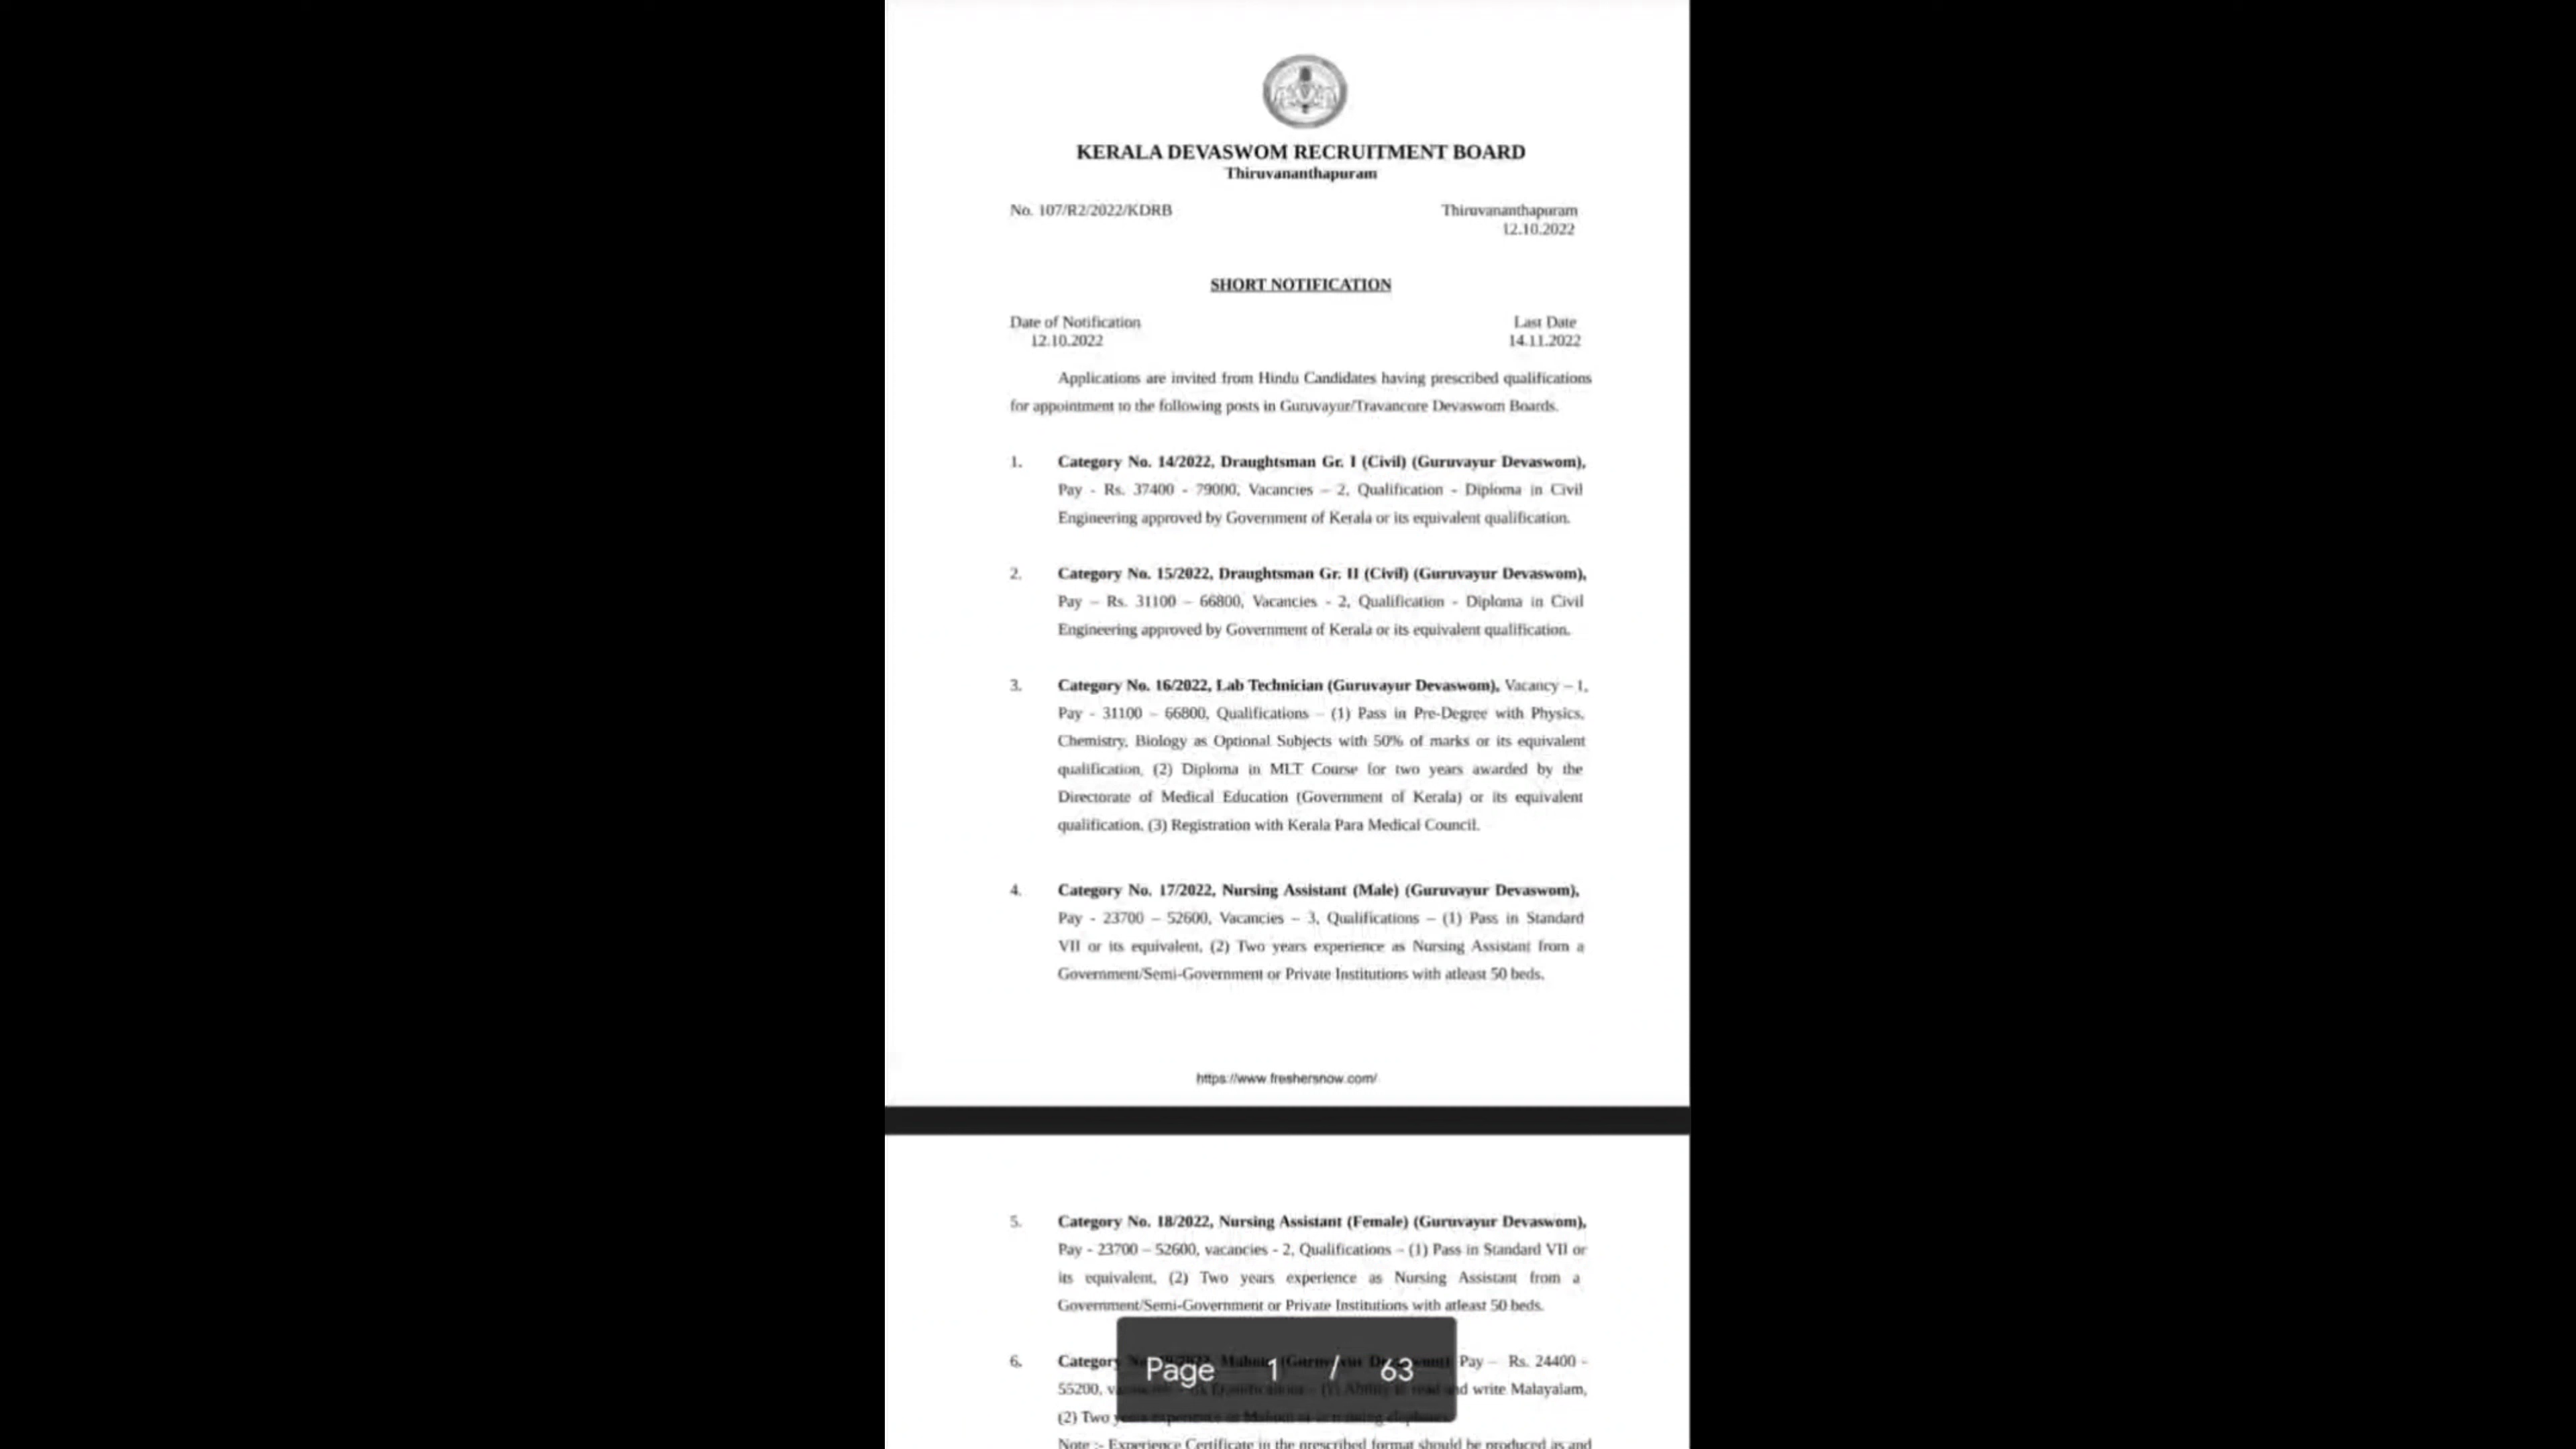 KERALA DEVASWOM RECRUITMENT BOARD
Thiruvananthapuram
No. 107/R2/2022/KDRB
Thiruvananthapuram
12.10.2022
SHORT NOTIFICATION
Date of Notification
12.10.2022
Last Date
14.11.2022
Applications are invited from Hindu Candidates having prescribed qualifications
for appointment to the following posts in Guruvayur/Travancore Devaswom Boards.
1. Category No. 14/2022, Draughtsman Gr. I (Civil) (Guruvayur Devaswom),
Pay - Rs. 37400 - 79000, Vacancies – 2, Qualification - Diploma in Civil
Engineering approved by Government of Kerala or its equivalent qualification.
2. Category No. 15/2022, Draughtsman Gr. II (Civil) (Guruvayur Devaswom),
Pay – Rs. 31100 – 66800, Vacancies - 2, Qualification - Diploma in Civil
Engineering approved by Government of Kerala or its equivalent qualification.
3. Category No. 16/2022, Lab Technician (Guruvayur Devaswom), Vacancy – 1,
Pay - 31100 – 66800, Qualifications – (1) Pass in Pre-Degree with Physics,
Chemistry, Biology as Optional Subjects with 50% of marks or its equivalent
qualification, (2) Diploma in MLT Course for two years awarded by the
Directorate of Medical Education (Government of Kerala) or its equivalent
qualification, (3) Registration with Kerala Para Medical Council.
4. Category No. 17/2022, Nursing Assistant (Male) (Guruvayur Devaswom),
Pay - 23700 – 52600, Vacancies – 3, Qualifications – (1) Pass in Standard
VII or its equivalent, (2) Two years experience as Nursing Assistant from a
Government/Semi-Government or Private Institutions with atleast 50 beds.
https://www.freshersnow.com/
5. Category No. 18/2022, Nursing Assistant (Female) (Guruvayur Devaswom),
Pay - 23700 – 52600, vacancies - 2, Qualifications – (1) Pass in Standard VII or
its equivalent, (2) Two years experience as Nursing Assistant from a
Government/Semi-Government or Private Institutions with atleast 50 beds.
6. Category Pay – Rs. 24400 -
55200, and write Malayalam,
(2) Two
Page 1 / 63
Note :- Experience Certificate in the prescribed format should be produced as and